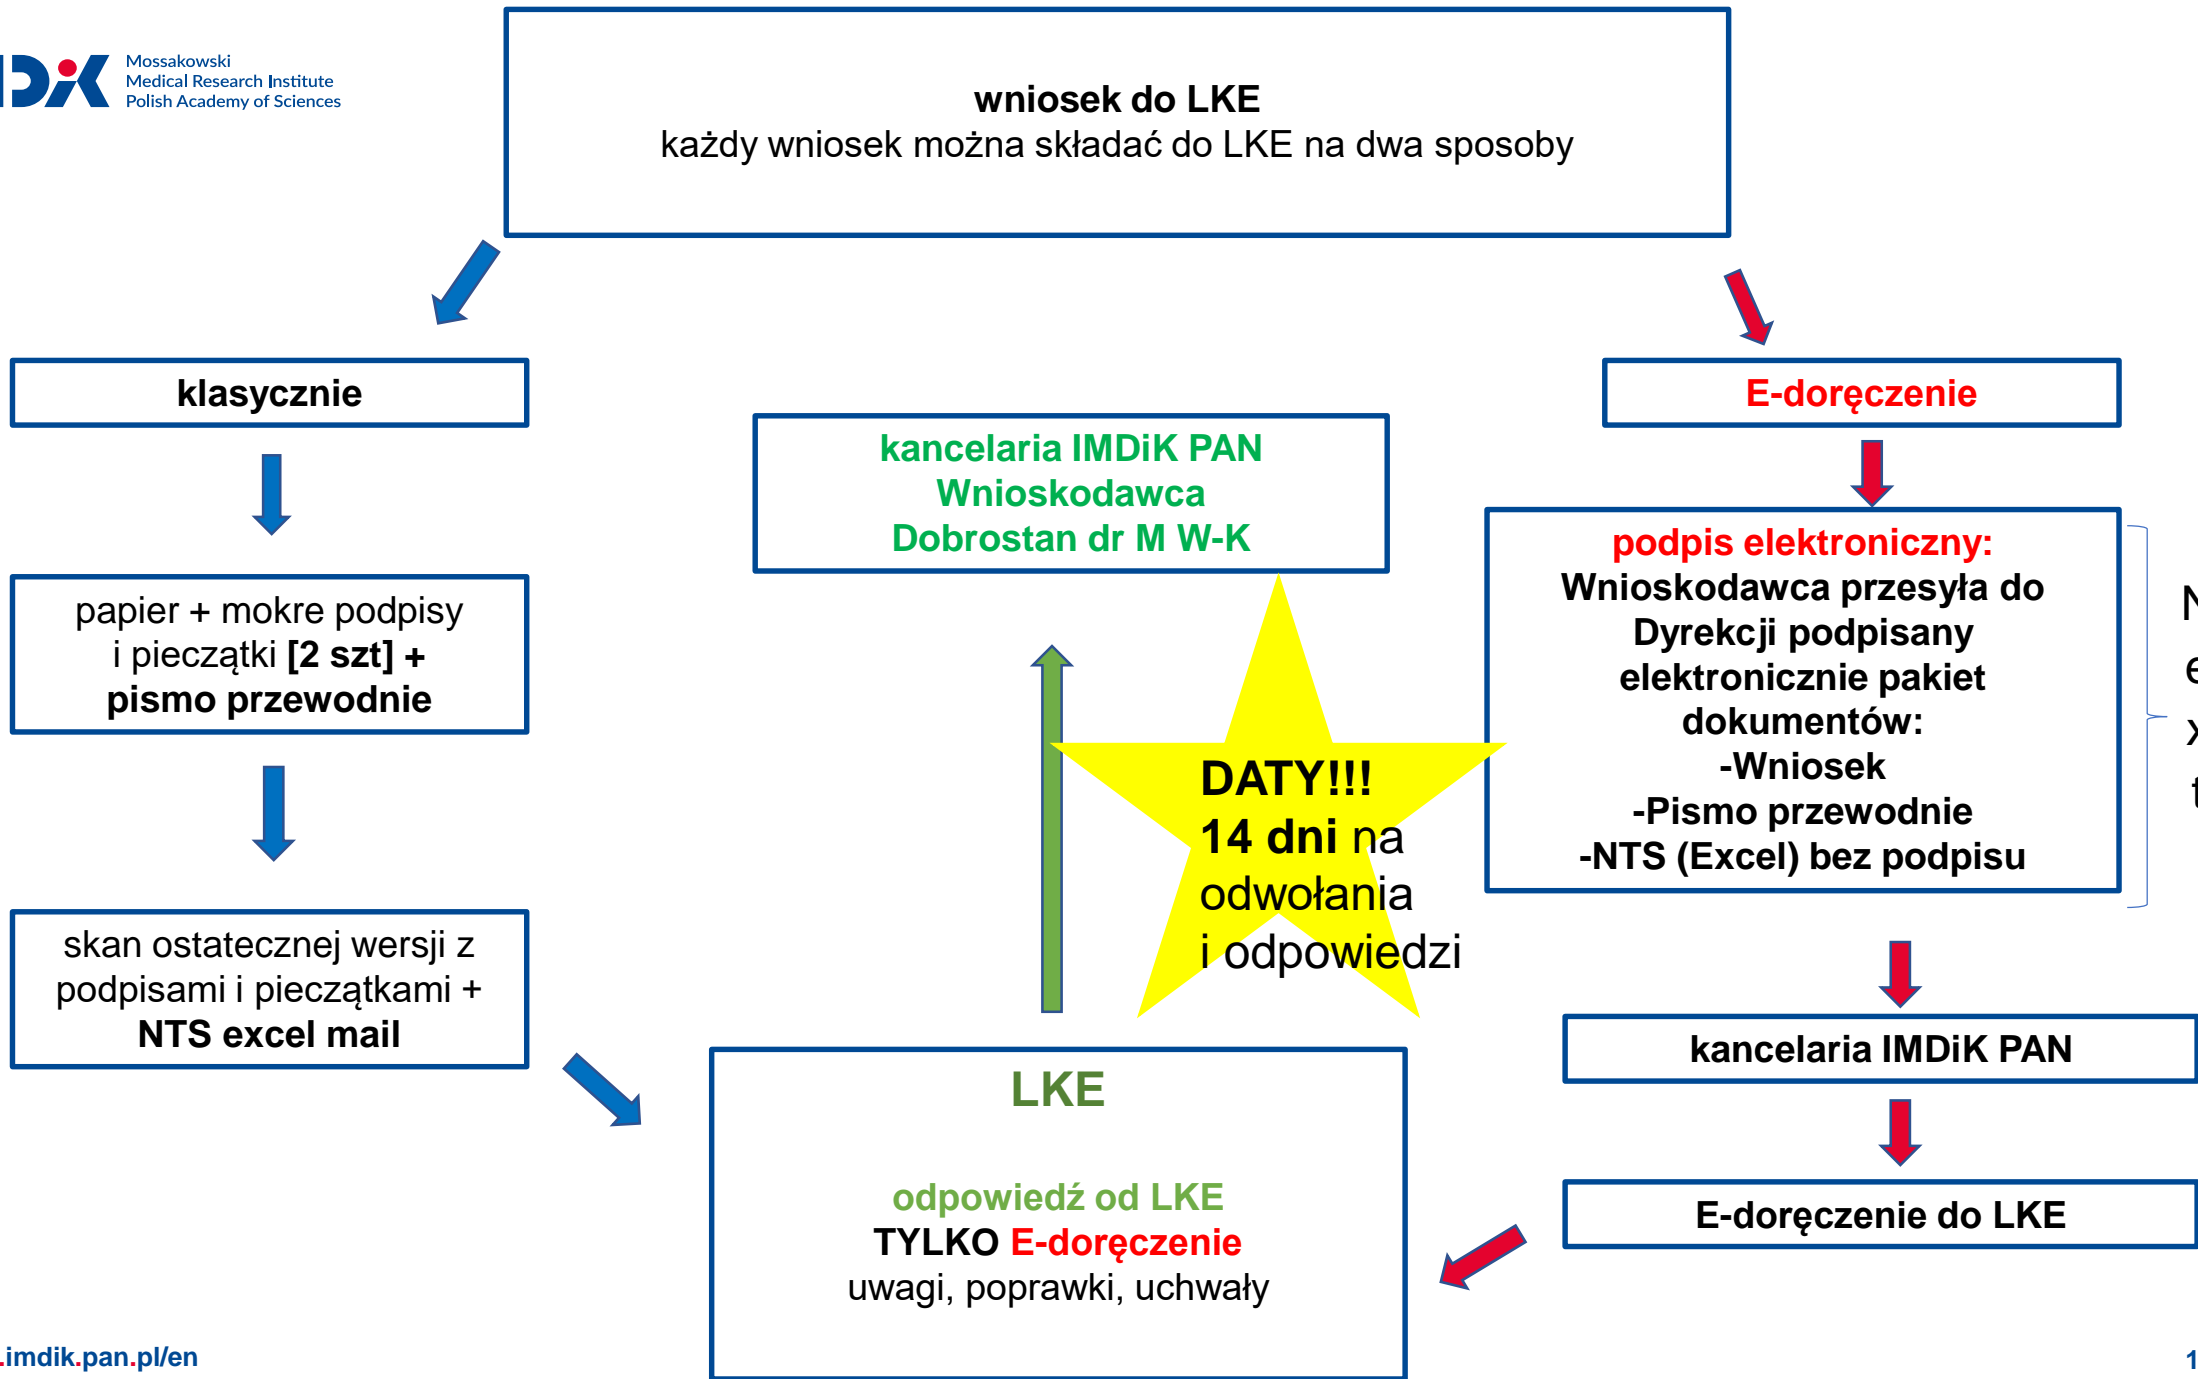 Mossakowski
Medical Research Institute
Polish Academy of Sciences
wniosek do LKE
każdy wniosek można składać do LKE na dwa sposoby
klasycznie
papier + mokre podpisy
i pieczątki [2 szt] +
pismo przewodnie
skan ostatecznej wersji z
podpisami i pieczątkami +
NTS excel mail
kancelaria IMDiK PAN
Wnioskodawca
Dobrostan dr M W-K
DATY!!!
14 dni na
odwołania
i odpowiedzi
LKE
odpowiedź od LKE
TYLKO E-doręczenie
uwagi, poprawki, uchwały
E-doręczenie
podpis elektroniczny:
Wnioskodawca przesyła do
Dyrekcji podpisany
elektronicznie pakiet
dokumentów:
-Wniosek
-Pismo przewodnie
-NTS (Excel) bez podpisu
kancelaria IMDiK PAN
E-doręczenie do LKE
.imdik.pan.pl/en
1